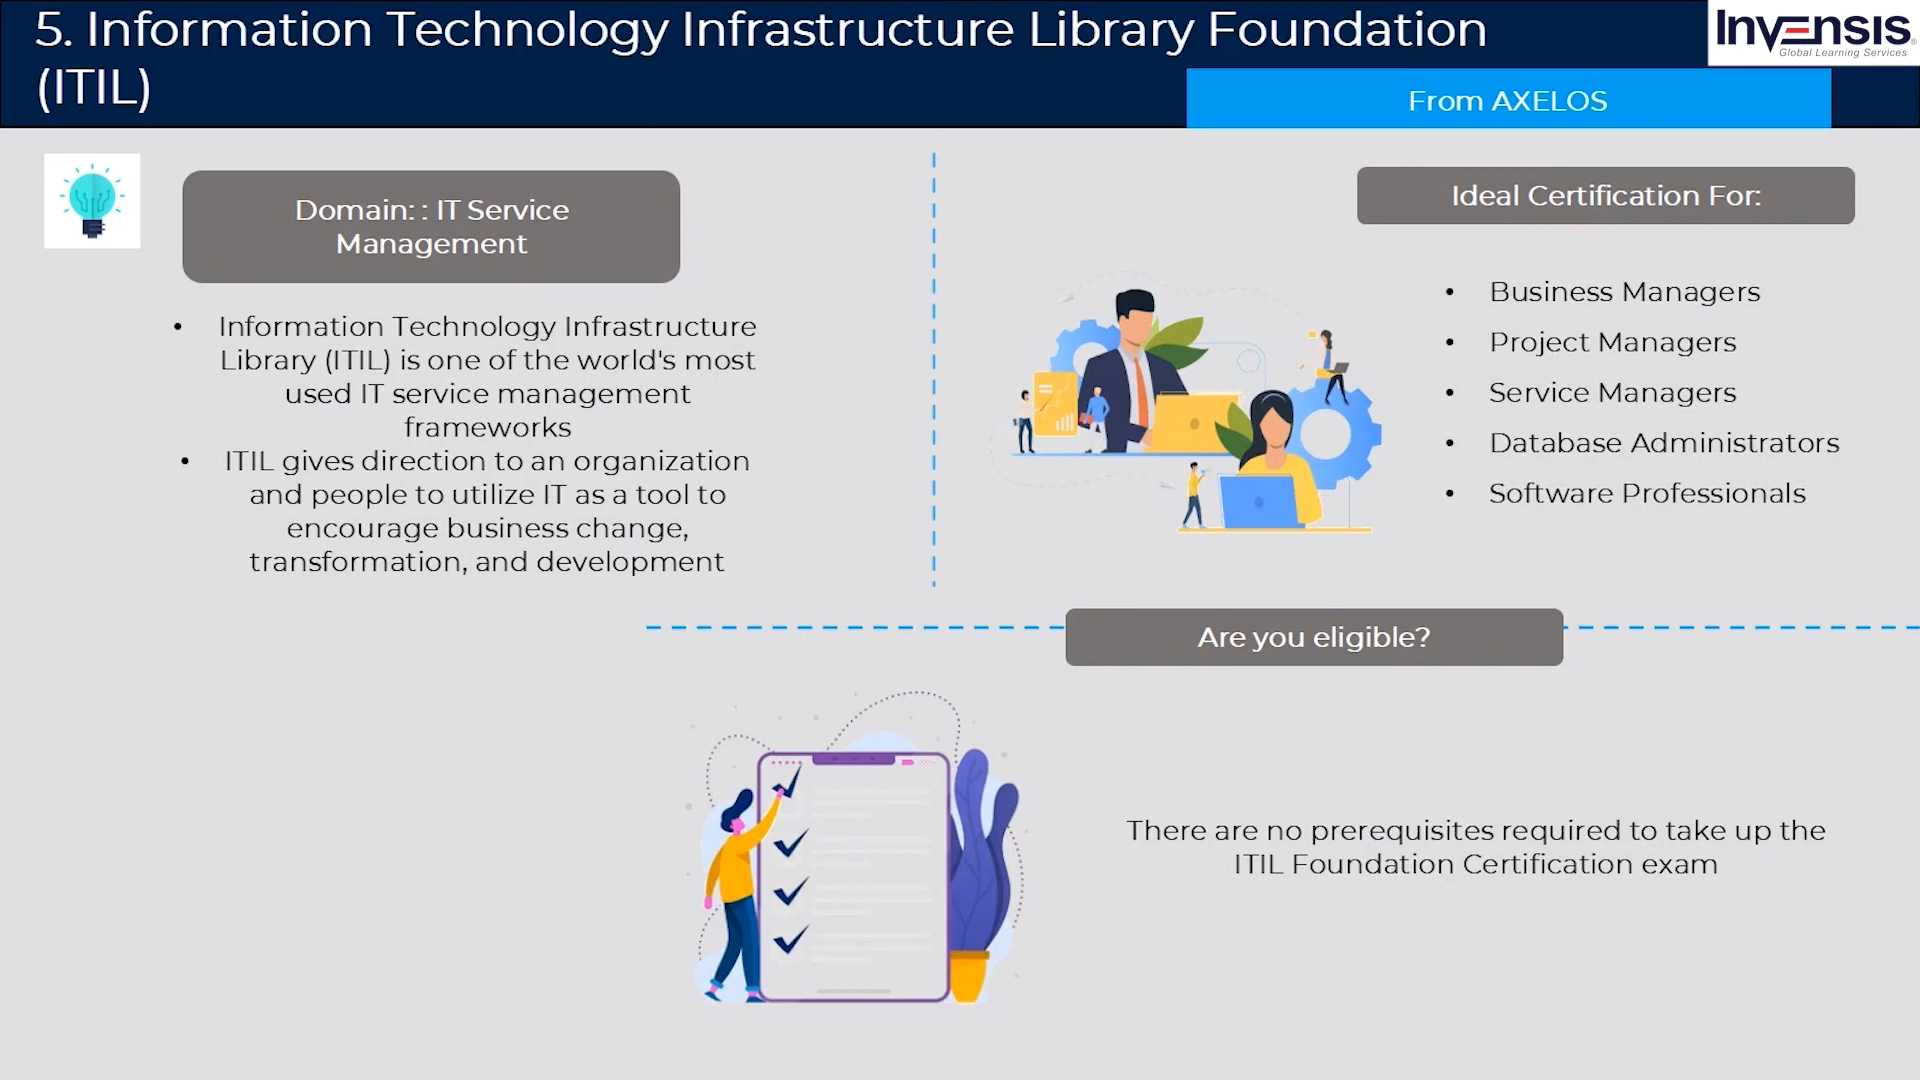 5. Information Technology Infrastructure Library Foundation
(ITIL)
Invensis
Global Learning Services
From AXELOS
Domain: : IT Service
Management
• Information Technology Infrastructure
Library (ITIL) is one of the world's most
used IT service management
frameworks
• ITIL gives direction to an organization
and people to utilize IT as a tool to
encourage business change,
transformation, and development
Ideal Certification For:
• Business Managers
• Project Managers
• Service Managers
• Database Administrators
• Software Professionals
Are you eligible?
There are no prerequisites required to take up the
ITIL Foundation Certification exam